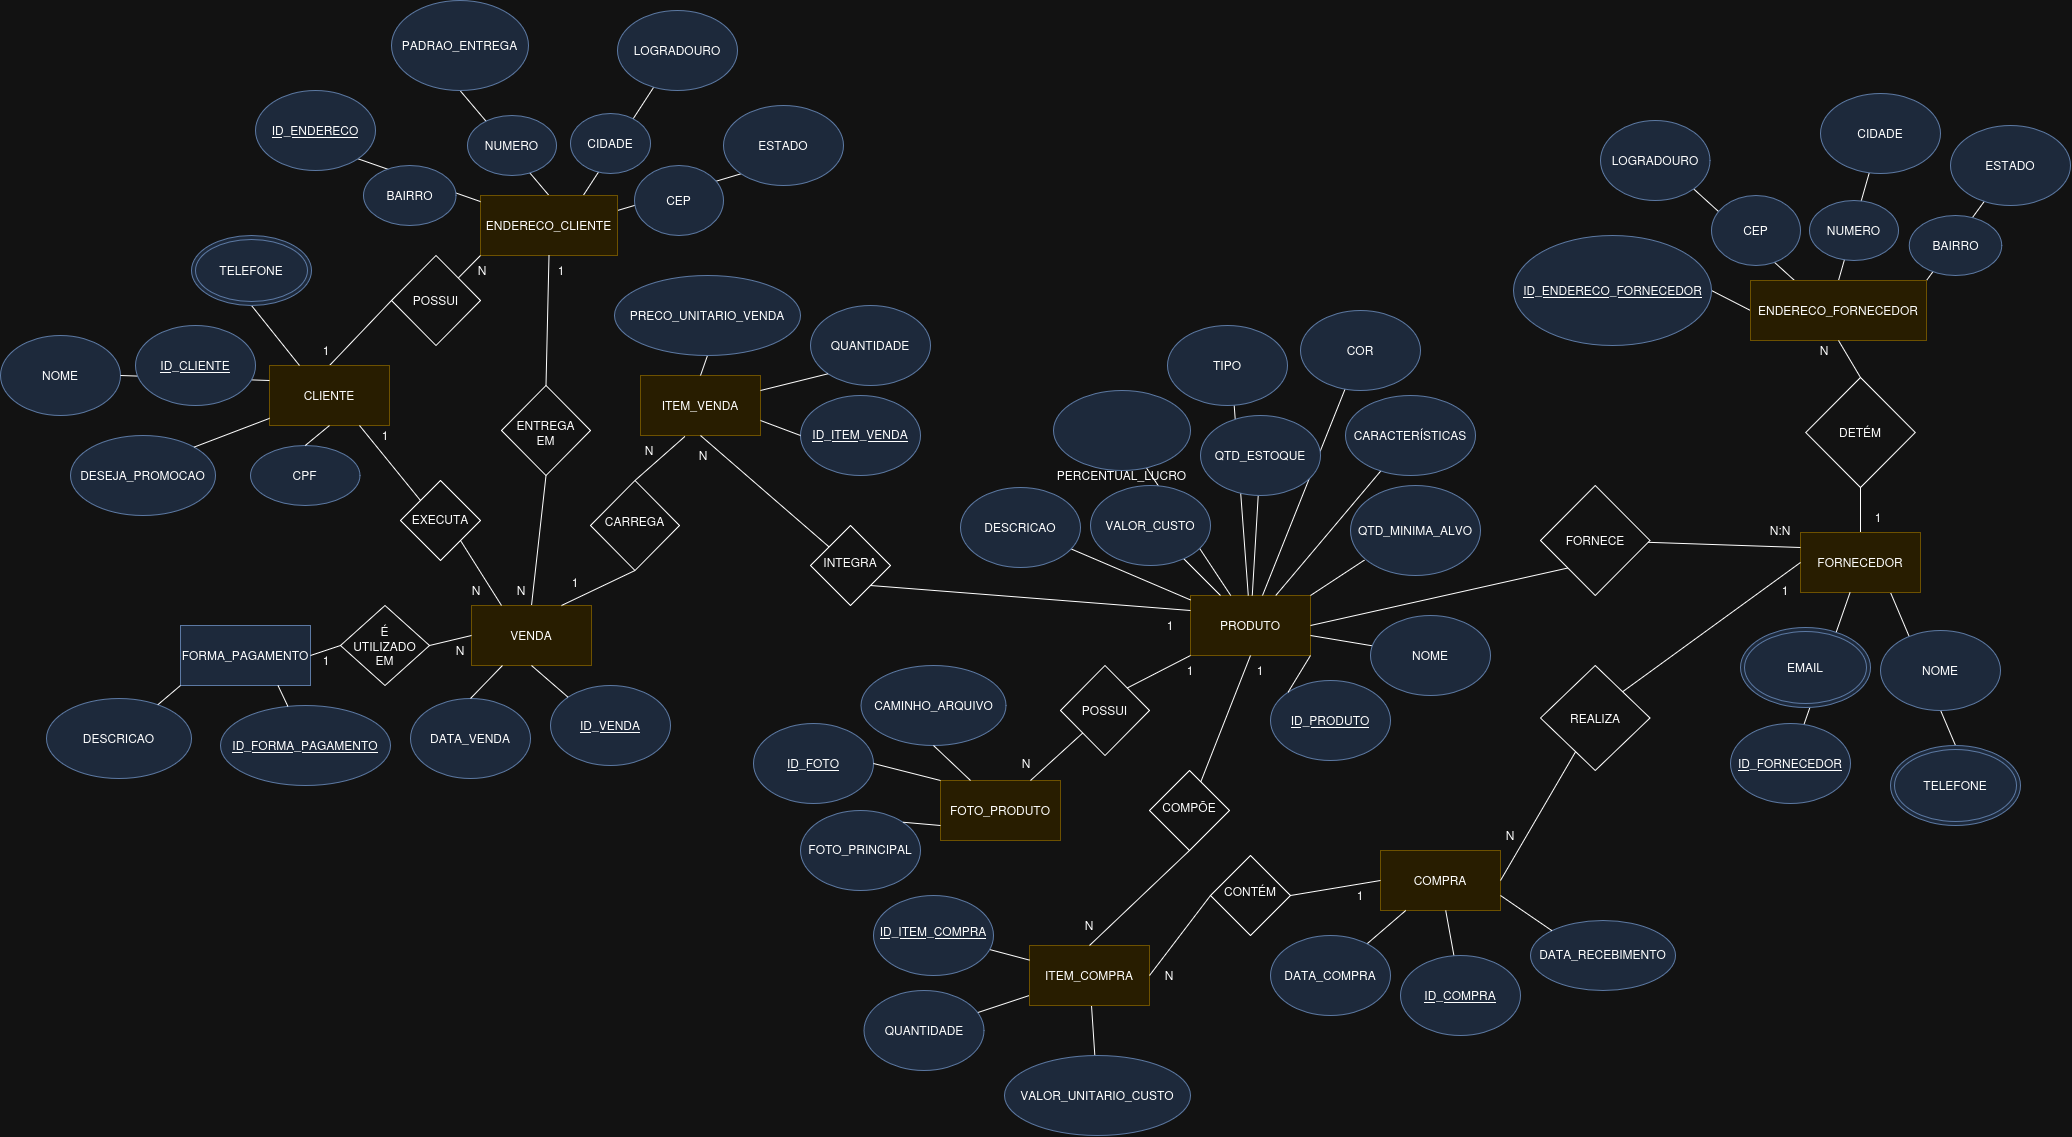 PADRAO_ENTREGA
LOGRADOURO
ID_ENDERECO
NUMERO
CIDADE
ESTADO
BAIRRO
CEP
ENDERECO_CLIENTE
TELEFONE
POSSUI
N
1
NOME
ID_CLIENTE
1
CLIENTE
DESEJA_PROMOCAO
CPF
1
EXECUTA
N
ENTREGA
EM
N
PRECO_UNITARIO_VENDA
QUANTIDADE
ITEM_VENDA
ID_ITEM_VENDA
N
N
CARREGA
1
INTEGRA
1
FORMA_PAGAMENTO
1
É
UTILIZADO
EM
N
VENDA
DESCRICAO
ID_FORMA_PAGAMENTO
DATA_VENDA
ID_VENDA
TIPO
COR
PERCENTUAL_LUCRO
QTD_ESTOQUE
CARACTERÍSTICAS
DESCRICAO
VALOR_CUSTO
QTD_MINIMA_ALVO
PRODUTO
NOME
ID_PRODUTO
1
1
POSSUI
N
CAMINHO_ARQUIVO
ID_FOTO
FOTO_PRODUTO
FOTO_PRINCIPAL
COMPÕE
N
ID_ITEM_COMPRA
ITEM_COMPRA
QUANTIDADE
VALOR_UNITARIO_CUSTO
N
CONTÉM
1
COMPRA
DATA_COMPRA
ID_COMPRA
DATA_RECEBIMENTO
N
REALIZA
1
FORNECE
N:N
FORNECEDOR
EMAIL
NOME
ID_FORNECEDOR
TELEFONE
1
DETÉM
N
ENDERECO_FORNECEDOR
ID_ENDERECO_FORNECEDOR
LOGRADOURO
CEP
CIDADE
NUMERO
ESTADO
BAIRRO